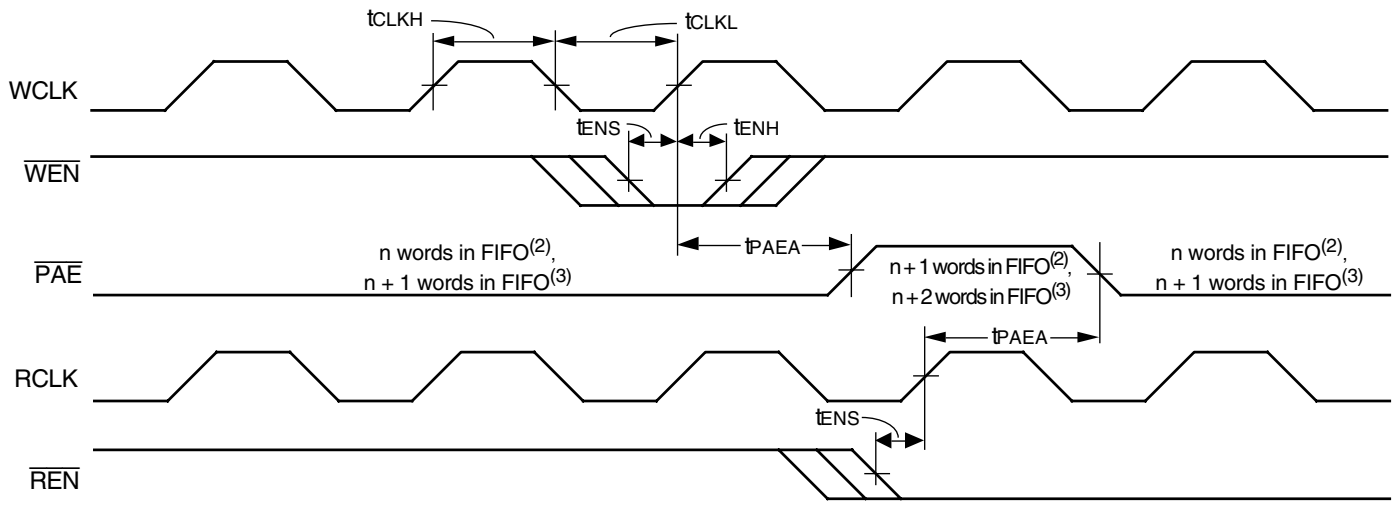 tCLKH
tCLKL
WCLK
tENS
tENH
WEN
tPAEA
PAE
n words in FIFO(2),
n + 1 words in FIFO(3)
n + 1 words in FIFO(2),
n + 2 words in FIFO(3)
n words in FIFO(2),
n + 1 words in FIFO(3)
tPAEA
RCLK
tENS
REN